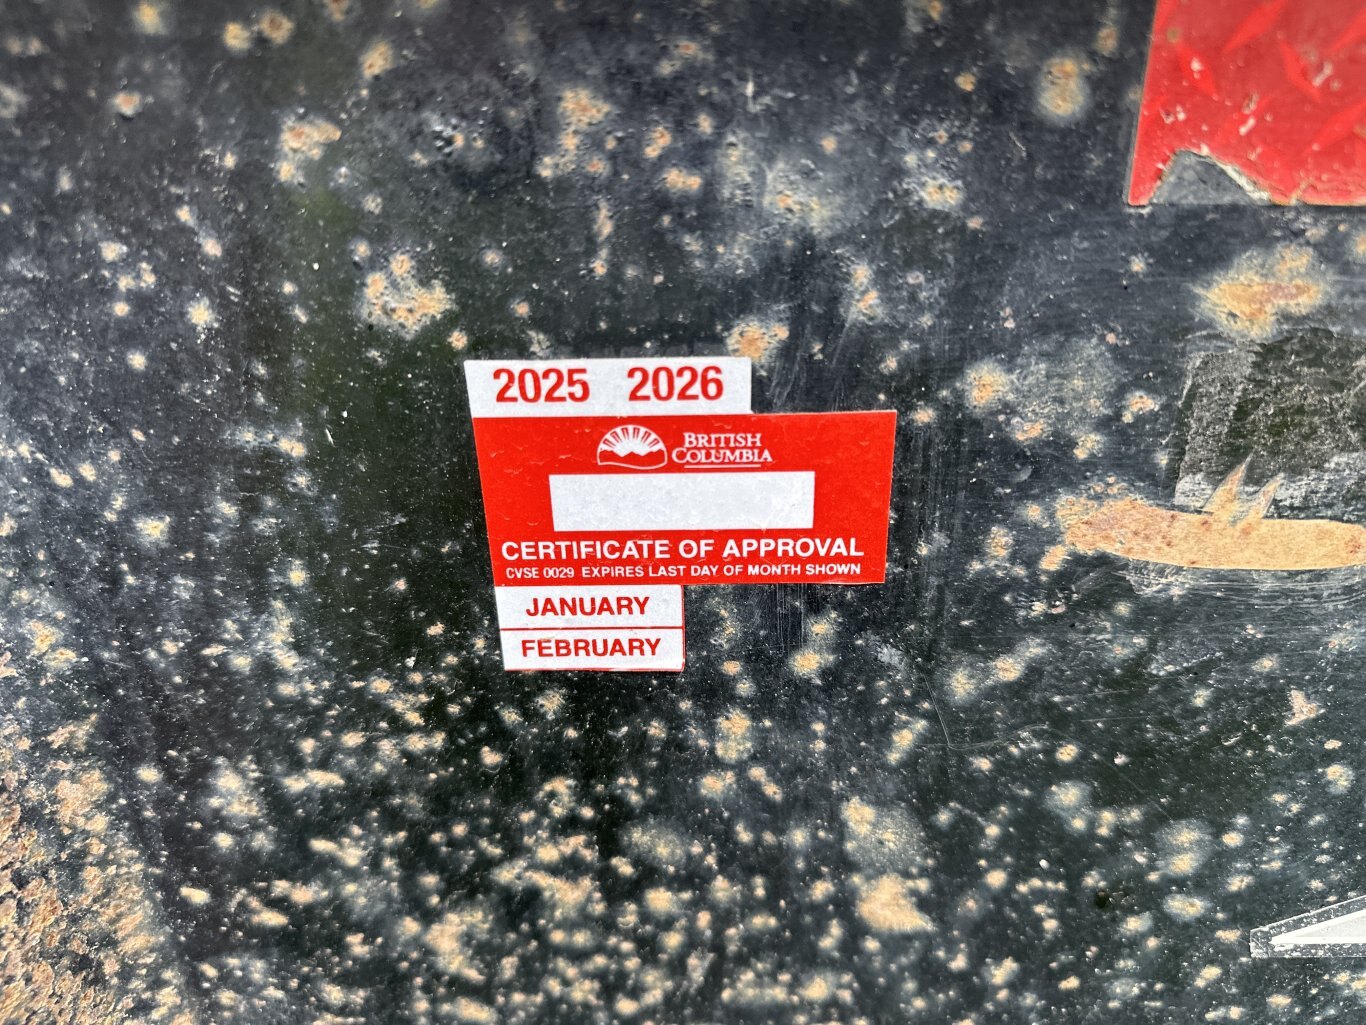 2025 2026
BRITISH
COLUMBIA
CERTIFICATE OF APPROVAL
CVSE 0029 EXPIRES LAST DAY OF MONTH SHOWN
JANUARY
FEBRUARY